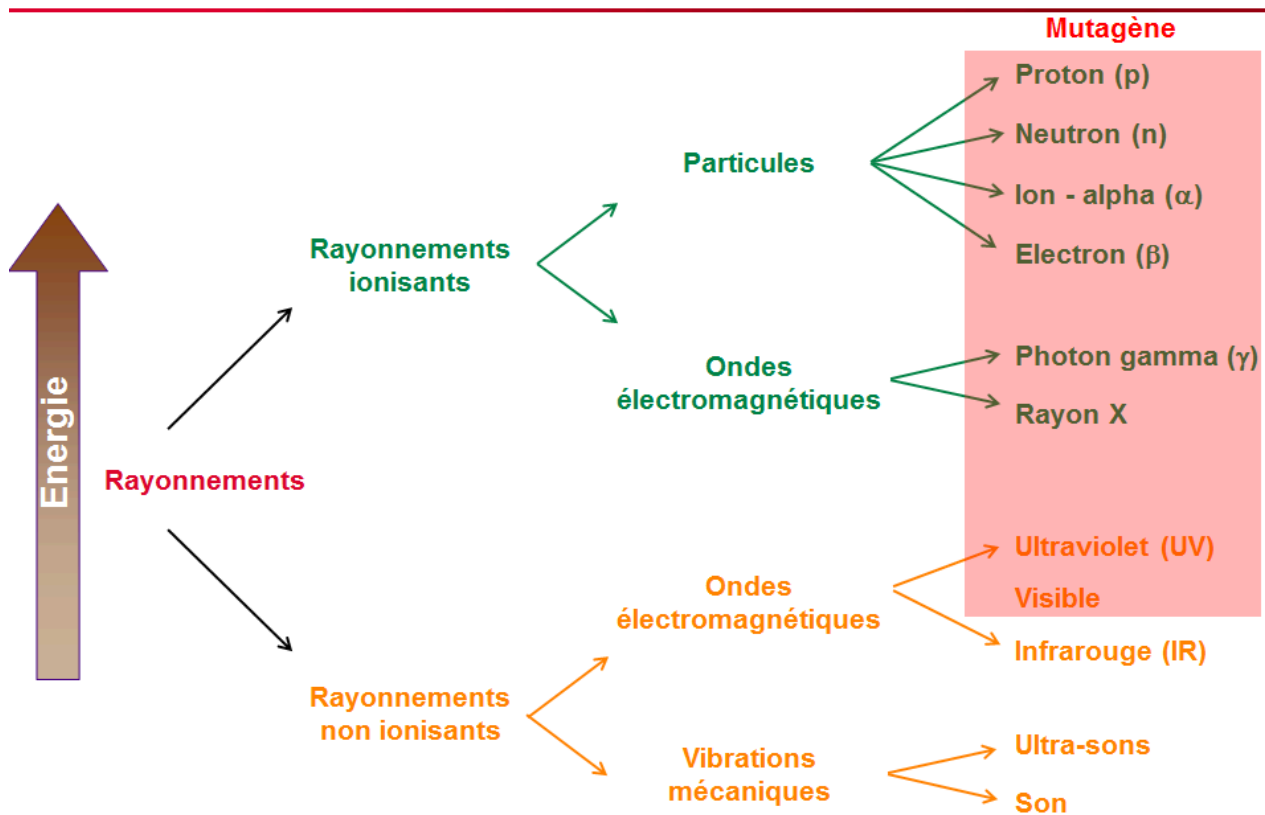 Mutagène
Proton (p)
Neutron (n)
Particules
Ion - alpha (α)
Rayonnements
ionisants
Electron (β)
Ondes
électromagnétiques
Photon gamma (γ)
Rayon X
Energie
Rayonnements
Ultraviolet (UV)
Ondes
électromagnétiques
Visible
Infrarouge (IR)
Rayonnements
non ionisants
Vibrations
mécaniques
Ultra-sons
Son